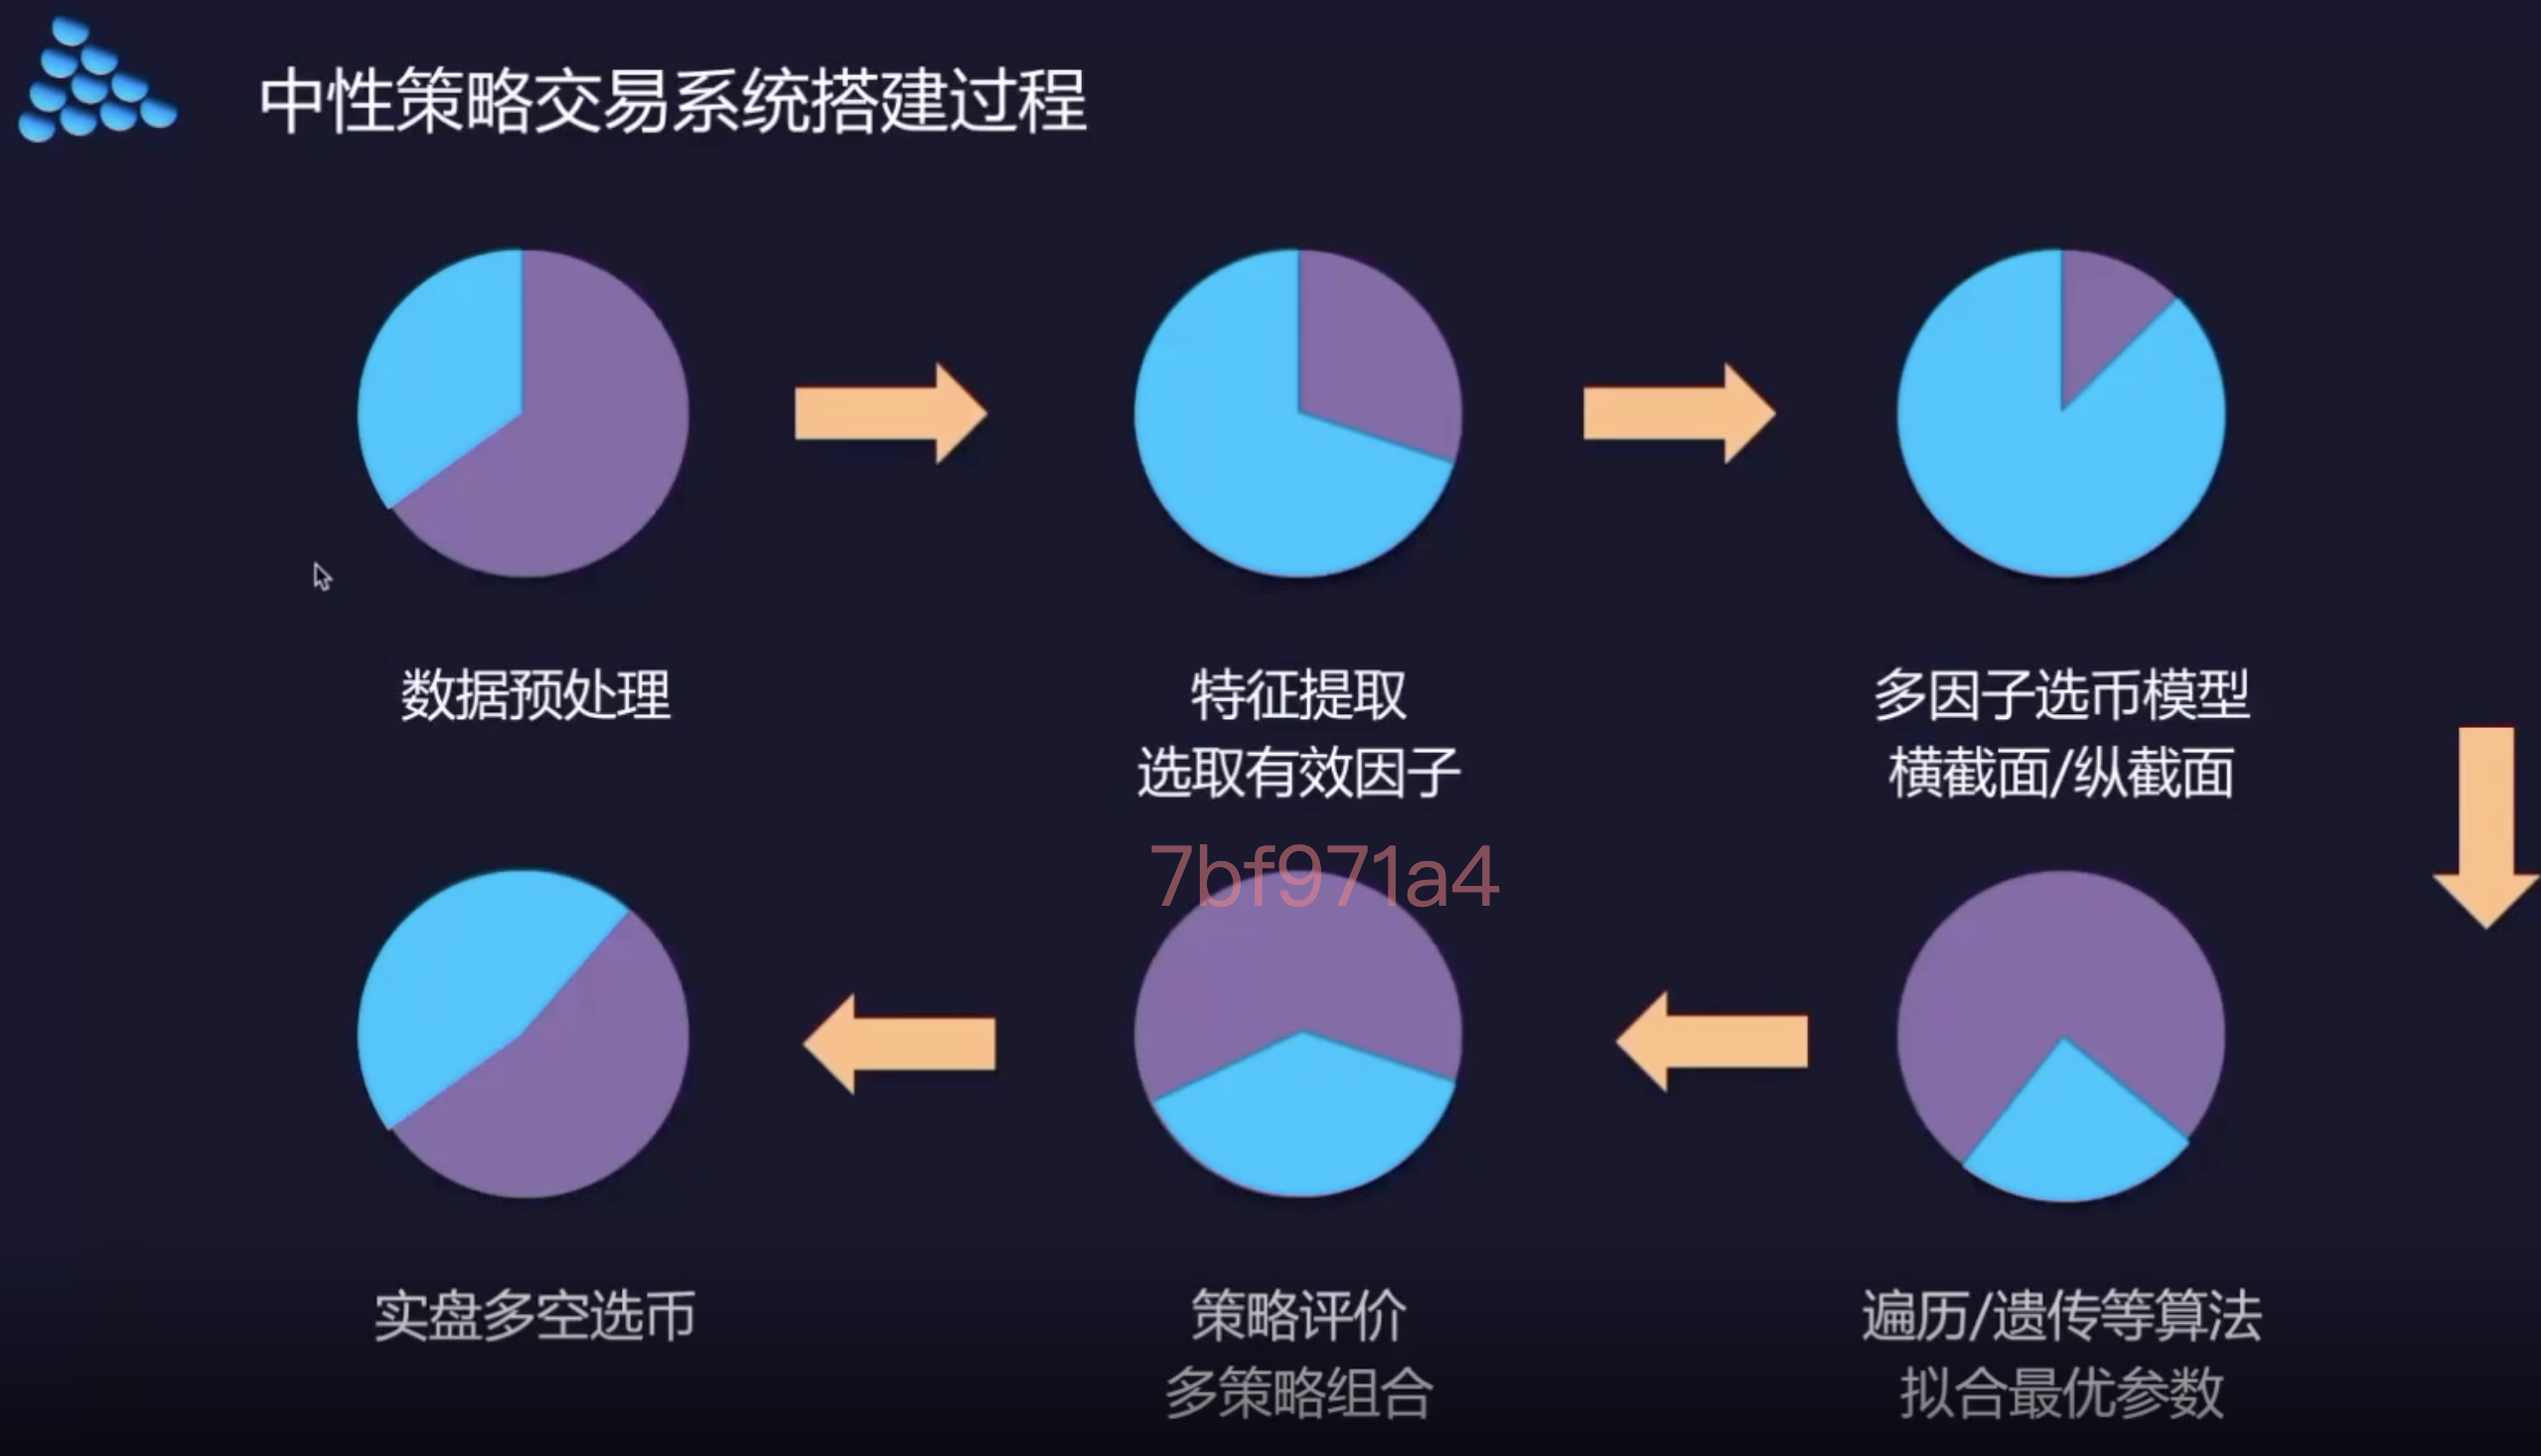 中性策略交易系统搭建过程
数据预处理
特征提取
选取有效因子
多因子选币模型
横截面/纵截面
7bf971a4
实盘多空选币
策略评价
多策略组合
遍历/遗传等算法
拟合最优参数